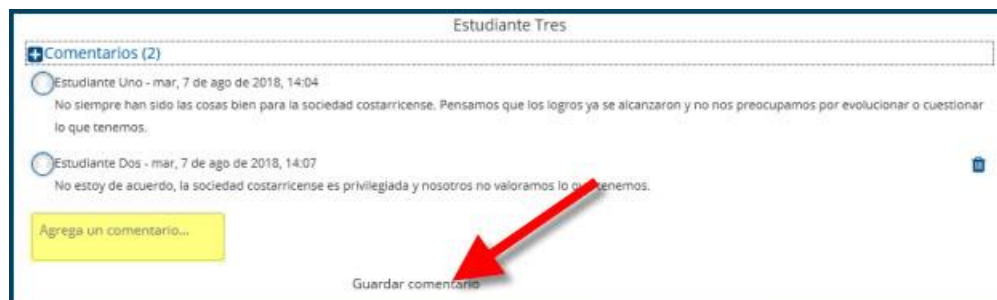 Estudiante Tres
Comentarios (2)
Estudiante Uno - mar, 7 de ago de 2018, 14:04
No siempre han sido las cosas bien para la sociedad costarricense. Pensamos que los logros ya se alcanzaron y no nos preocupamos por evolucionar o cuestionar
lo que tenemos.
Estudiante Dos - mar, 7 de ago de 2018, 14:07
No estoy de acuerdo, la sociedad costarricense es privilegiada y nosotros no valoramos lo que tenemos.
Agrega un comentario...
Guardar comentario